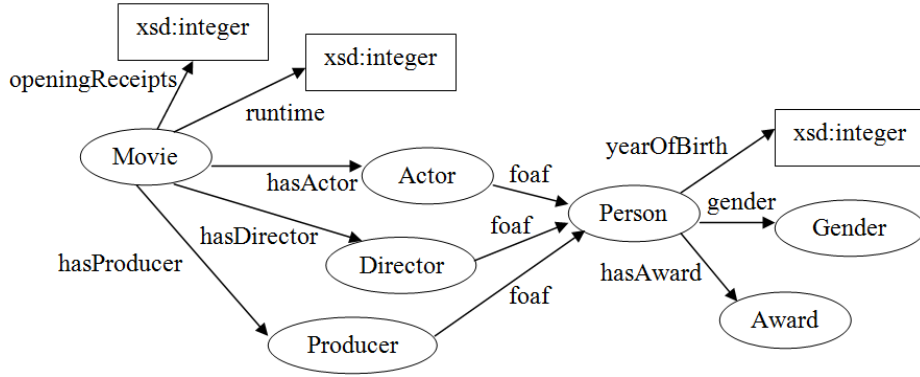 xsd:integer
xsd:integer
openingReceipts
runtime
xsd:integer
yearOfBirth
Movie
hasActor
Actor
foaf
Person
gender
Gender
hasDirector
foaf
hasProducer
Director
foaf
hasAward
Award
Producer